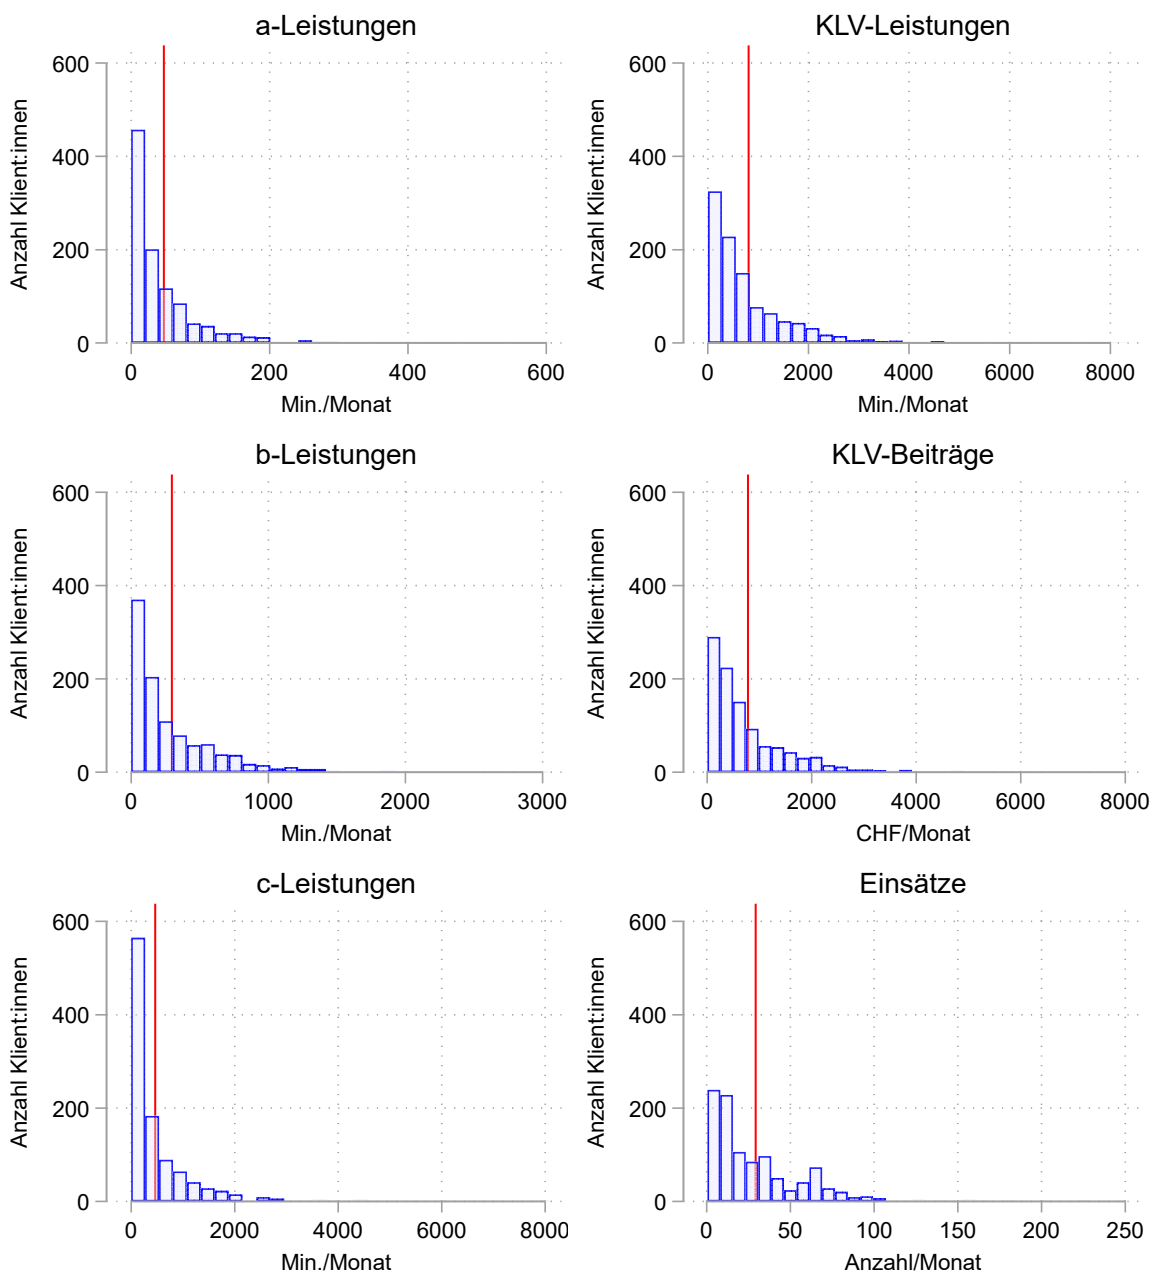 a-Leistungen
Anzahl Klient:innen
600
400
200
0
0 200 400 600
Min./Monat
KLV-Leistungen
Anzahl Klient:innen
600
400
200
0
0 2000 4000 6000 8000
Min./Monat
b-Leistungen
Anzahl Klient:innen
600
400
200
0
0 1000 2000 3000
Min./Monat
KLV-Beiträge
Anzahl Klient:innen
600
400
200
0
0 2000 4000 6000 8000
CHF/Monat
c-Leistungen
Anzahl Klient:innen
600
400
200
0
0 2000 4000 6000 8000
Min./Monat
Einsätze
Anzahl Klient:innen
600
400
200
0
0 50 100 150 200 250
Anzahl/Monat